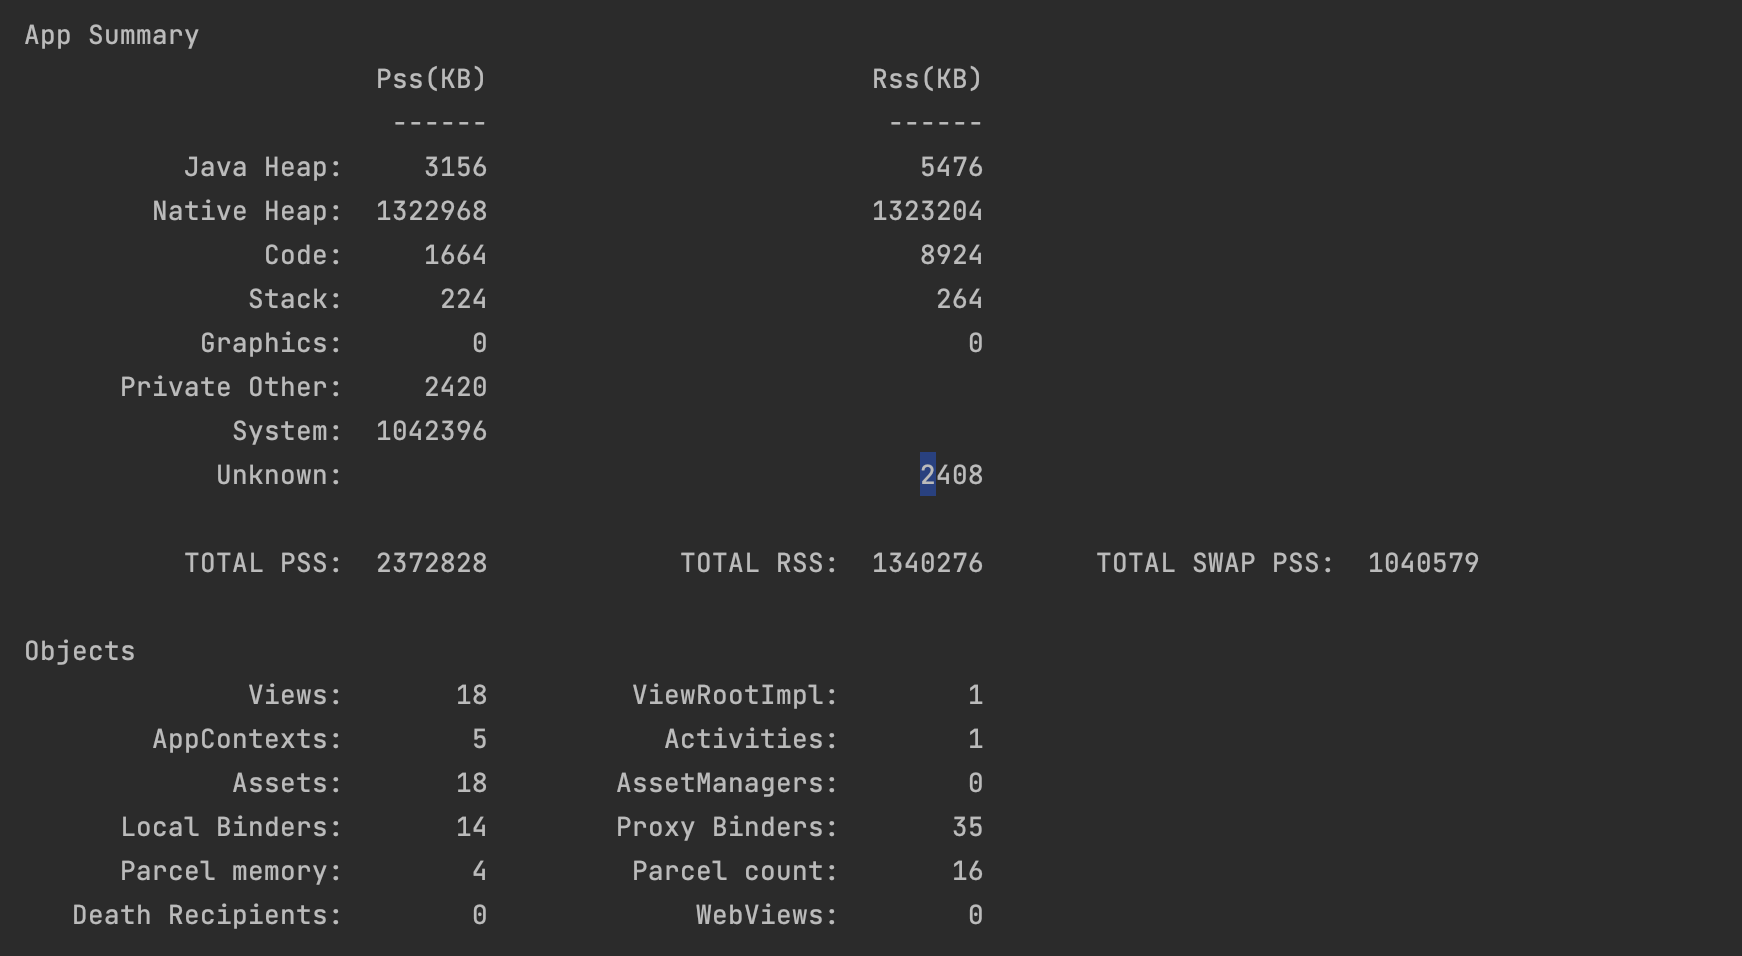 App Summary
Pss(KB) Rss(KB)
------ ------
Java Heap: 3156 5476
Native Heap: 1322968 1323204
Code: 1664 8924
Stack: 224 264
Graphics: 0 0
Private Other: 2420
System: 1042396
Unknown: 2408
TOTAL PSS: 2372828 TOTAL RSS: 1340276 TOTAL SWAP PSS: 1040579
Objects
Views: 18 ViewRootImpl: 1
AppContexts: 5 Activities: 1
Assets: 18 AssetManagers: 0
Local Binders: 14 Proxy Binders: 35
Parcel memory: 4 Parcel count: 16
Death Recipients: 0 WebViews: 0